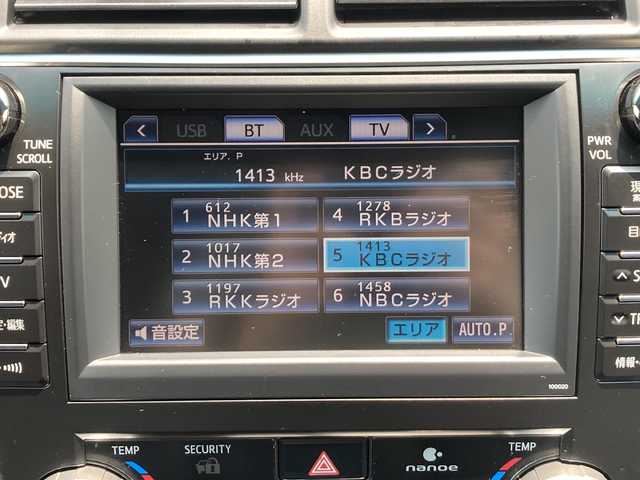 < USB BT AUX TV >
エリア.P
1413 kHz KBCラジオ
1 612 NHK第1
4 1278 RKBラジオ
2 1017 NHK第2
5 1413 KBCラジオ
3 1197 RKKラジオ
6 1458 NBCラジオ
音設定 エリア AUTO.P
100020
TUNE
SCROLL
PWR
VOL
TEMP SECURITY nanoe TEMP